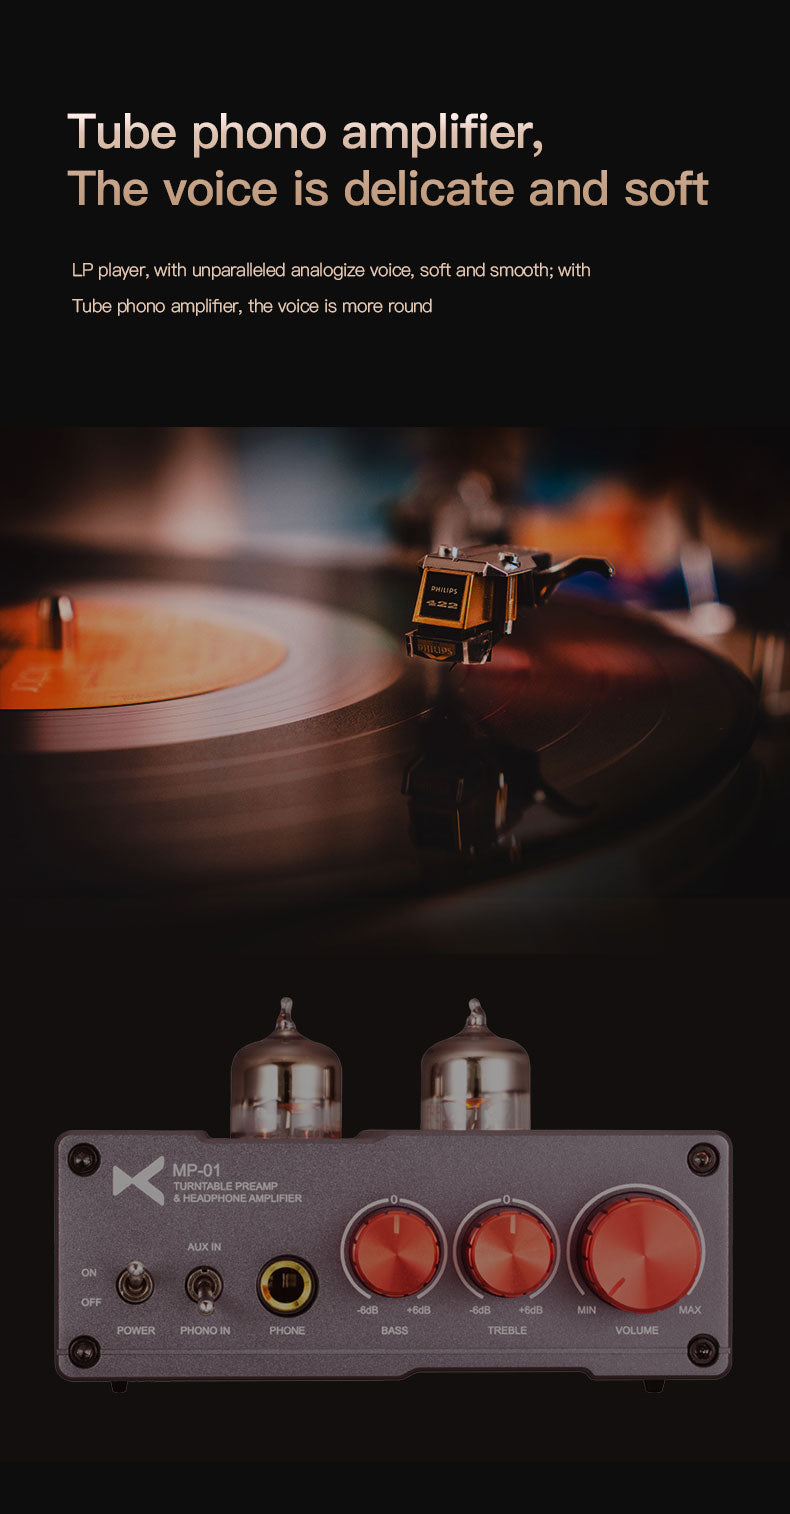 Tube phono amplifier,
The voice is delicate and soft
LP player, with unparalleled analogize voice, soft and smooth; with
Tube phono amplifier, the voice is more round
PHILIPS
422
PHILIPS
MP-01
TURNTABLE PREAMP
& HEADPHONE AMPLIFIER
AUX IN
ON
OFF
POWER
PHONO IN
PHONE
0
-6dB
+6dB
BASS
0
-6dB
+6dB
TREBLE
MIN
MAX
VOLUME